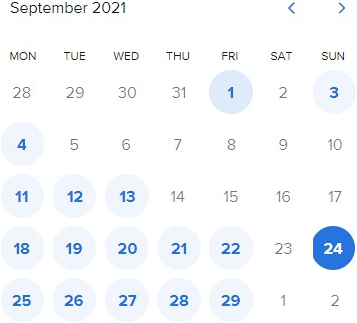 September 2021
MON TUE WED THU FRI SAT SUN
28 29 30 31 1 2 3
4 5 6 7 8 9 10
11 12 13 14 15 16 17
18 19 20 21 22 23 24
25 26 27 28 29 1 2